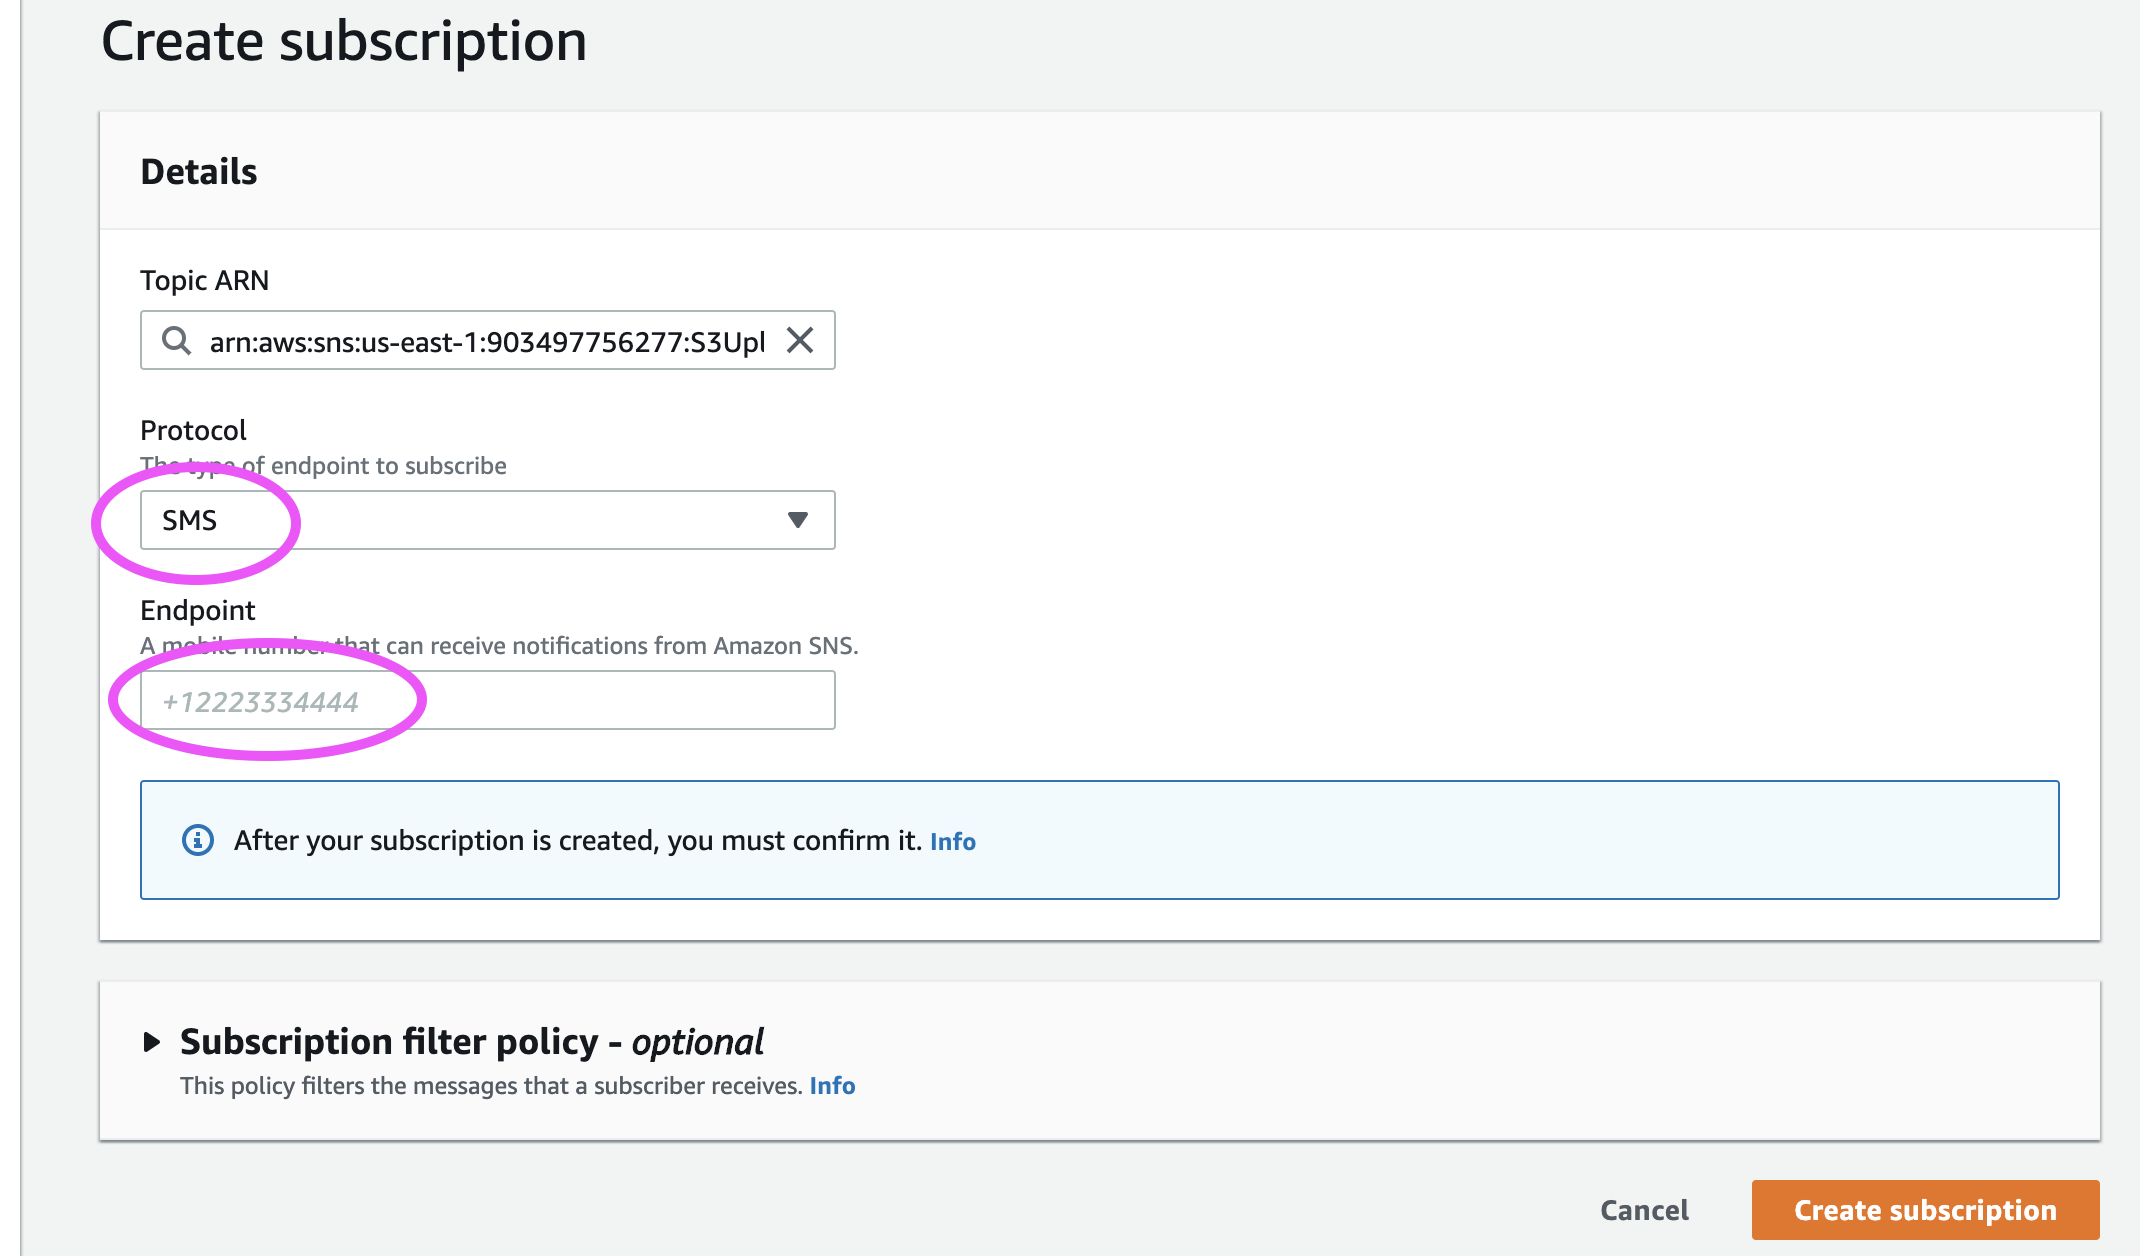 Create subscription
Details
Topic ARN
arn:aws:sns:us-east-1:903497756277:S3Upl
Protocol
The type of endpoint to subscribe
SMS
Endpoint
A mobile number that can receive notifications from Amazon SNS.
+12223334444
After your subscription is created, you must confirm it. Info
Subscription filter policy - optional
This policy filters the messages that a subscriber receives. Info
Cancel
Create subscription